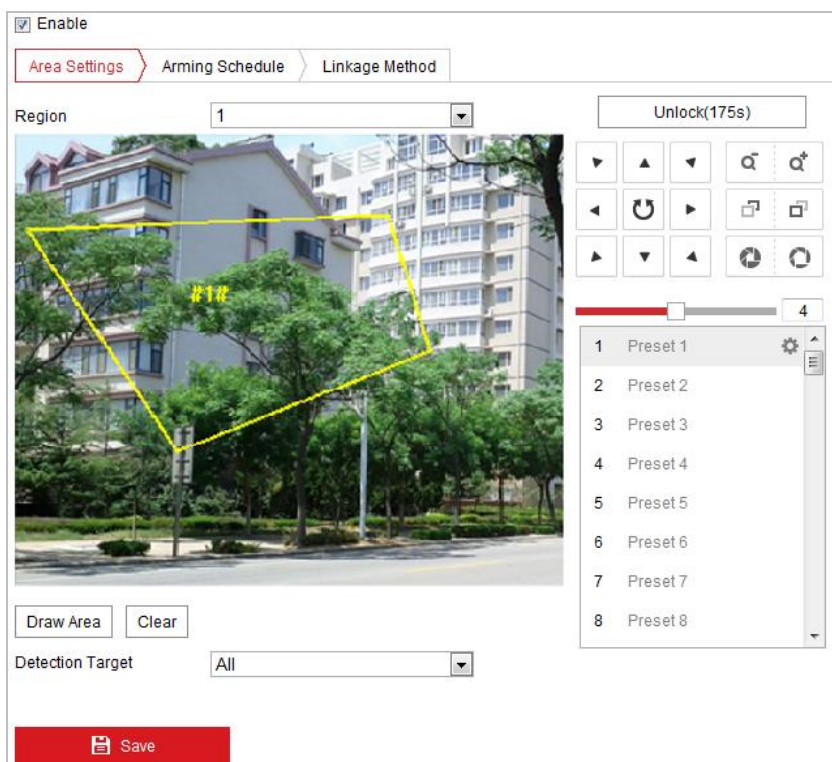 Enable
Area Settings
Arming Schedule
Linkage Method
Region
1
Unlock(175s)
#1#
4
1 Preset 1
2 Preset 2
3 Preset 3
4 Preset 4
5 Preset 5
6 Preset 6
7 Preset 7
8 Preset 8
Draw Area
Clear
Detection Target
All
Save